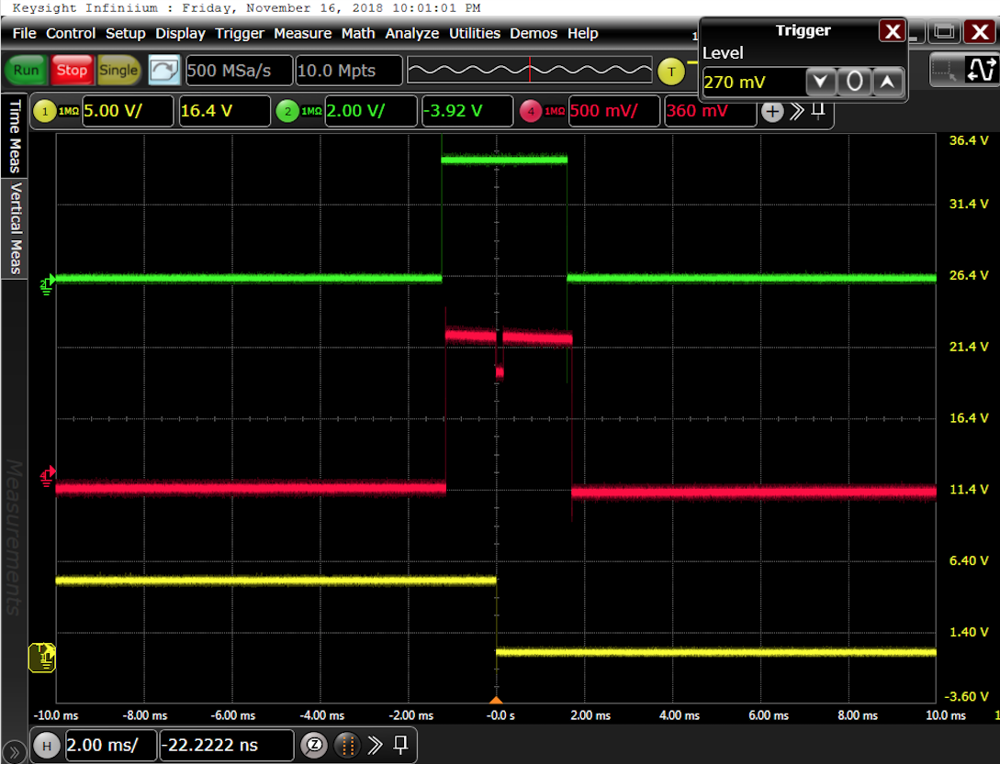 Keysight Infiniium : Friday, November 16, 2018 10:01:01 PM
File Control Setup Display Trigger Measure Math Analyze Utilities Demos Help
Trigger
Level
270 mV
Run Stop Single 500 MSa/s 10.0 Mpts T
1 1MΩ 5.00 V/ 16.4 V 2 1MΩ 2.00 V/ -3.92 V 4 1MΩ 500 mV/ 360 mV
Time Meas
Vertical Meas
Measurements
36.4 V
31.4 V
26.4 V
21.4 V
16.4 V
11.4 V
6.40 V
1.40 V
-3.60 V
-10.0 ms -8.00 ms -6.00 ms -4.00 ms -2.00 ms -0.0 s 2.00 ms 4.00 ms 6.00 ms 8.00 ms 10.0 ms
H 2.00 ms/ -22.2222 ns Z